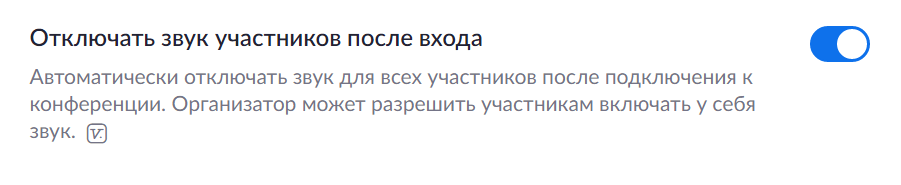 Отключать звук участников после входа
Автоматически отключать звук для всех участников после подключения к
конференции. Организатор может разрешить участникам включать у себя
звук. V.